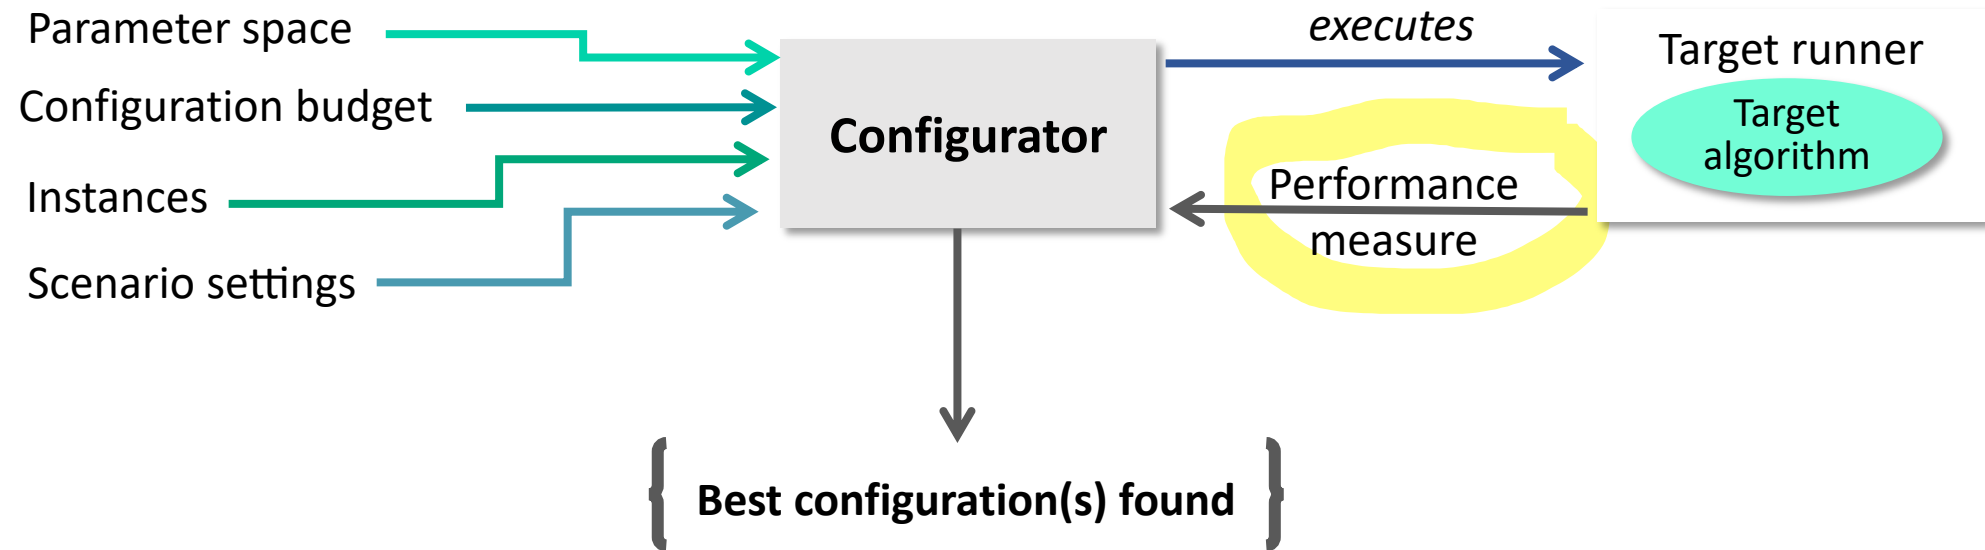 Parameter space
Configuration budget
Instances
Scenario settings
Configurator
executes
Performance
measure
Target runner
Target
algorithm
Best configuration(s) found